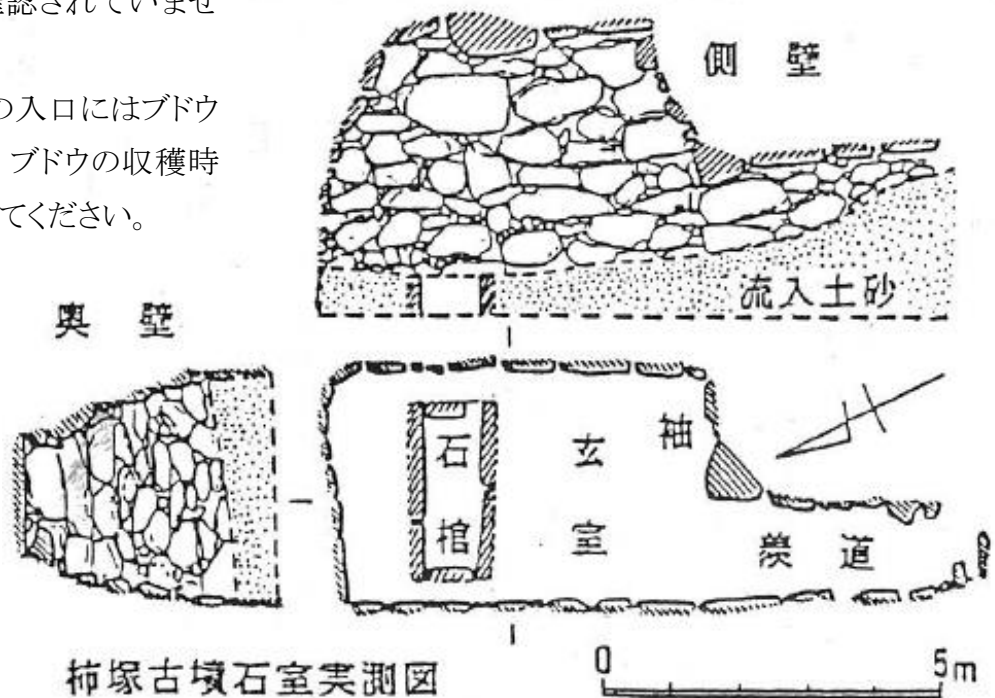 確認されていませ
の入口にはブドウ
ブドウの収穫時
てください。
側壁
流入土砂
奥壁
石棺
玄室
袖
羨道
柿塚古墳石室実測図
0 5m